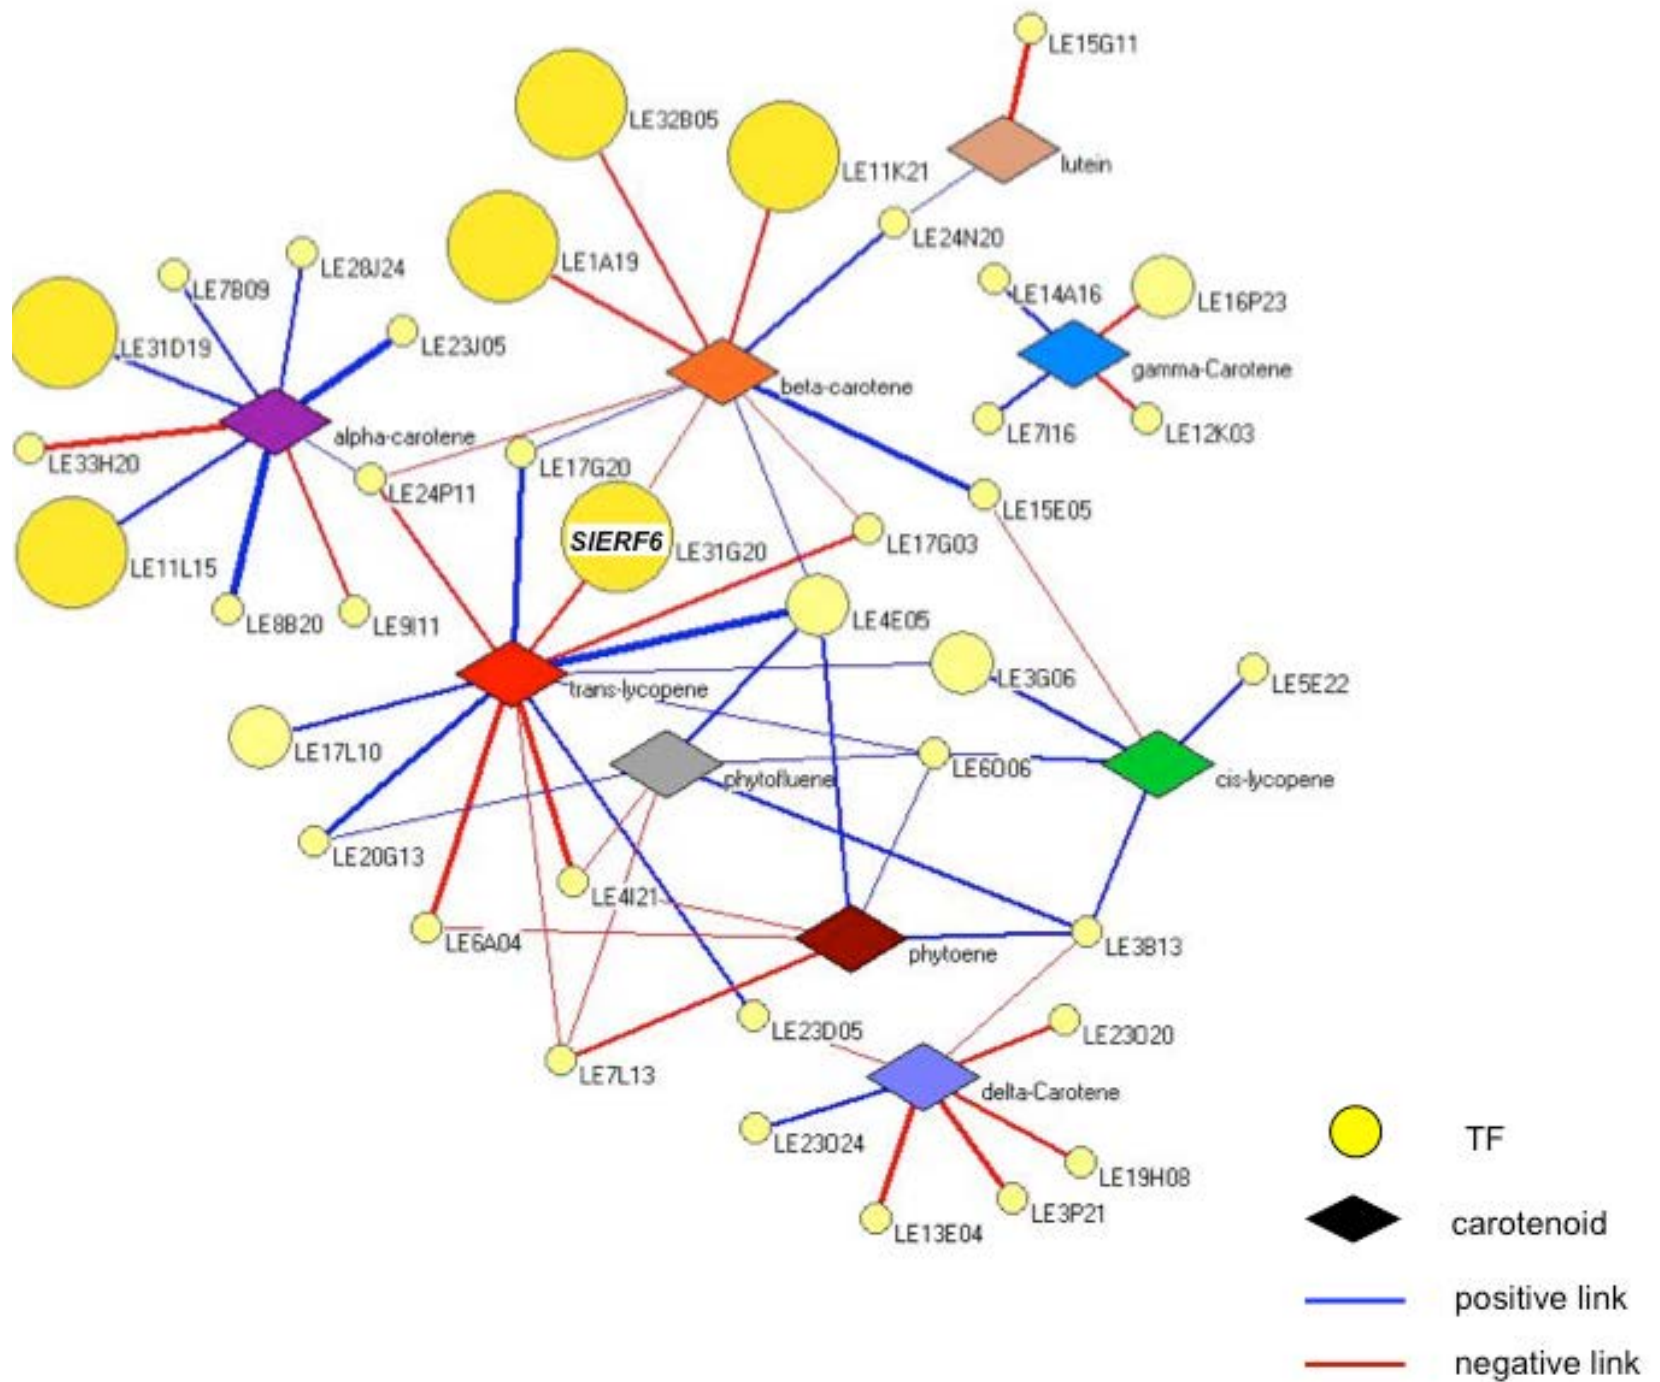 LE15G11
LE32B05
lutein
LE11K21
LE24N20
LE1A19
LE28J24
LE7B09
LE14A16
LE16P23
LE31D19
LE23J05
gamma-Carotene
beta-carotene
alpha-carotene
LE7I16
LE12K03
LE33H20
LE17G20
LE24P11
LE15E05
SlERF6
LE31G20
LE17G03
LE11L15
LE8B20
LE9I11
LE4E05
LE3G06
LE5E22
trans-lycopene
LE17L10
LE6O06
phytofluene
cis-lycopene
LE20G13
LE4I21
LE6A04
LE3B13
phytoene
LE23D05
LE23O20
LE7L13
delta-Carotene
LE23O24
LE19H08
LE3P21
LE13E04
TF
carotenoid
positive link
negative link